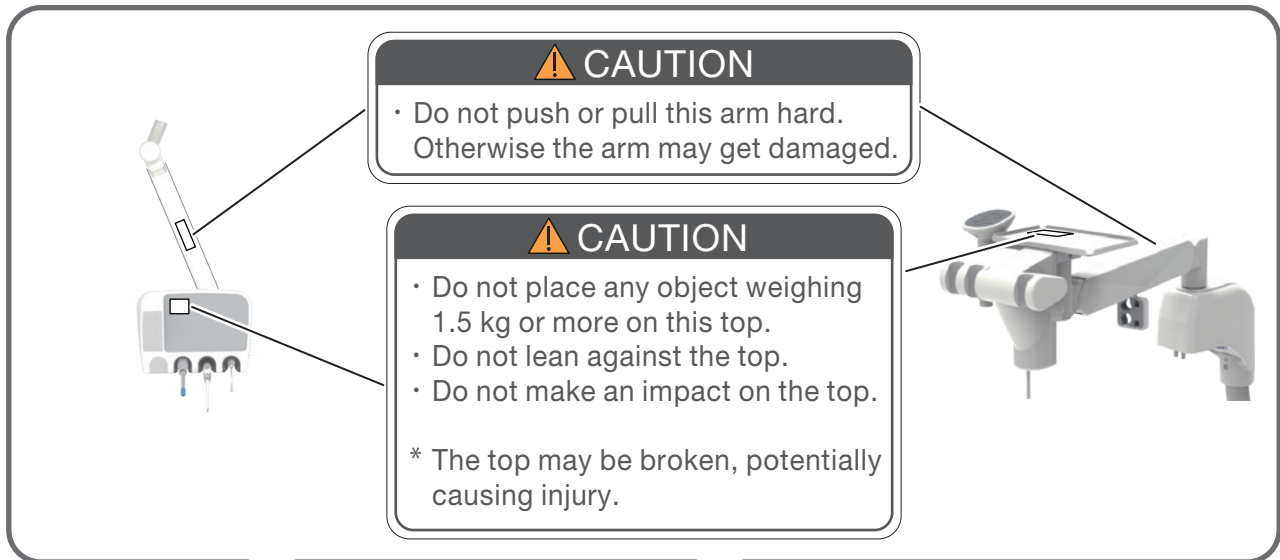 CAUTION
・Do not push or pull this arm hard.
Otherwise the arm may get damaged.
CAUTION
・Do not place any object weighing
1.5 kg or more on this top.
・Do not lean against the top.
・Do not make an impact on the top.
* The top may be broken, potentially
causing injury.